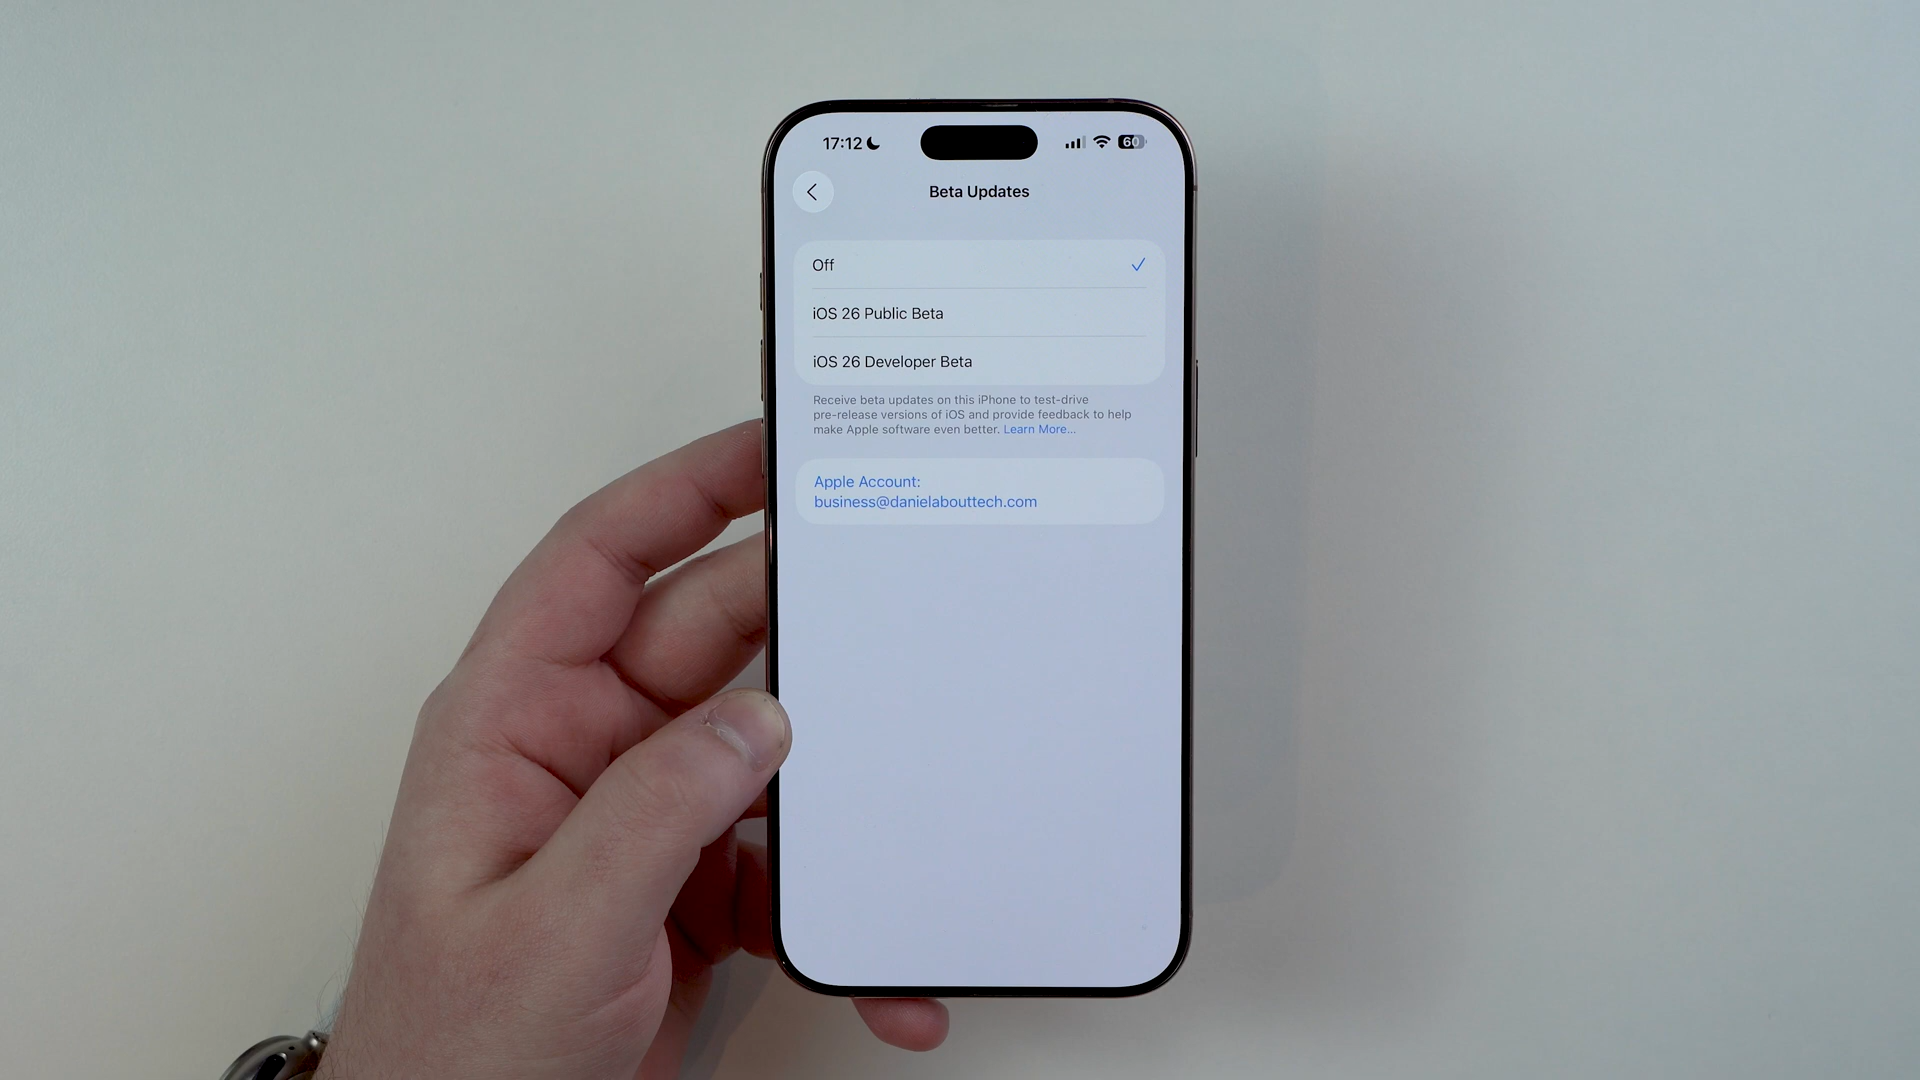 17:12
60
Beta Updates
Off
iOS 26 Public Beta
iOS 26 Developer Beta
Receive beta updates on this iPhone to test-drive
pre-release versions of iOS and provide feedback to help
make Apple software even better. Learn More...
Apple Account:
business@danielabouttech.com